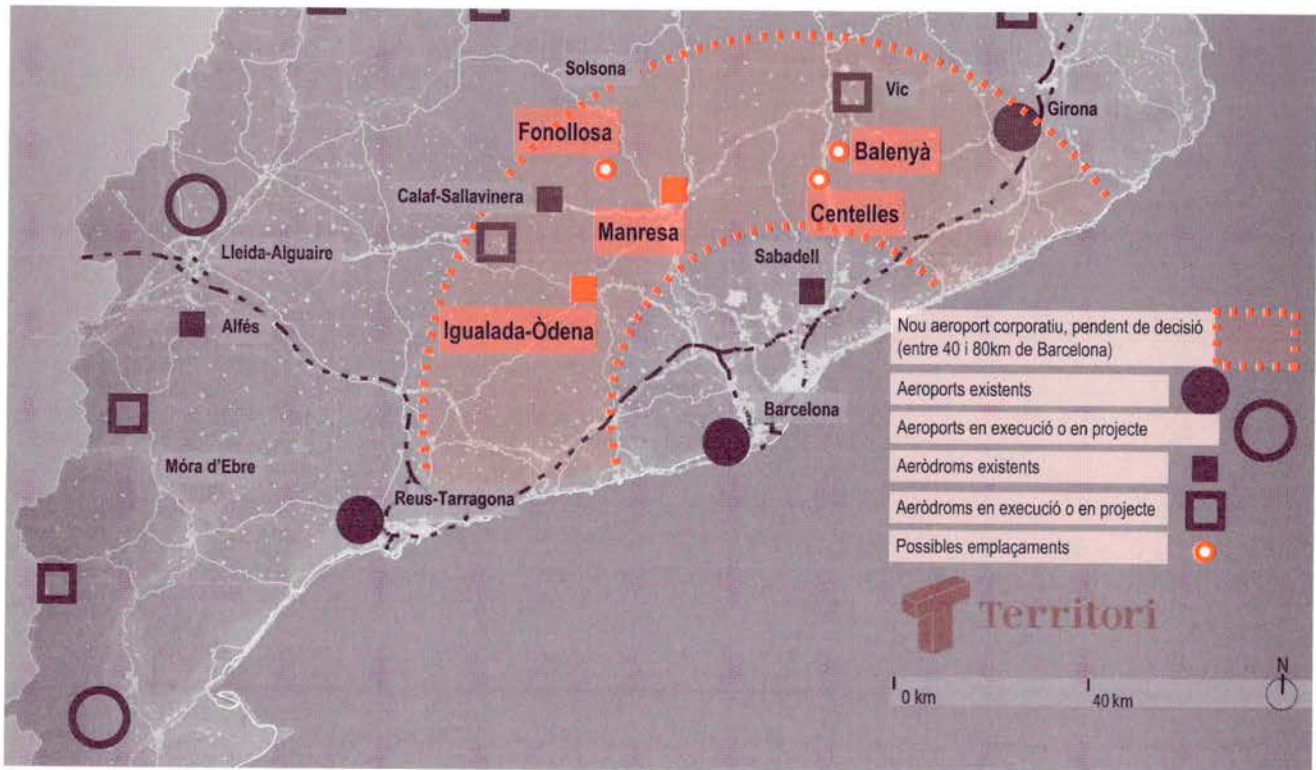 Solsona
Vic
Girona
Fonollosa
Balenyà
Calaf-Sallavinera
Manresa
Centelles
Lleida-Alguaire
Sabadell
Alfés
Igualada-Òdena
Barcelona
Móra d'Ebre
Reus-Tarragona
Nou aeroport corporatiu, pendent de decisió
(entre 40 i 80km de Barcelona)
Aeroports existents
Aeroports en execució o en projecte
Aeròdroms existents
Aeròdroms en execució o en projecte
Possibles emplaçaments
Territori
N
0 km
40 km